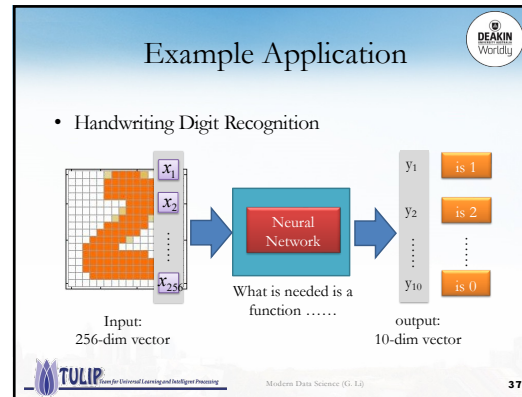 Example Application
DEAKIN
Worldly
• Handwriting Digit Recognition
x1
x2
......
x256
Neural
Network
What is needed is a
function ……
y1
is 1
y2
is 2
......
......
y10
is 0
Input:
256-dim vector
output:
10-dim vector
TULIP Team for Universal Learning and Intelligent Processing
Modern Data Science (G. Li)
37